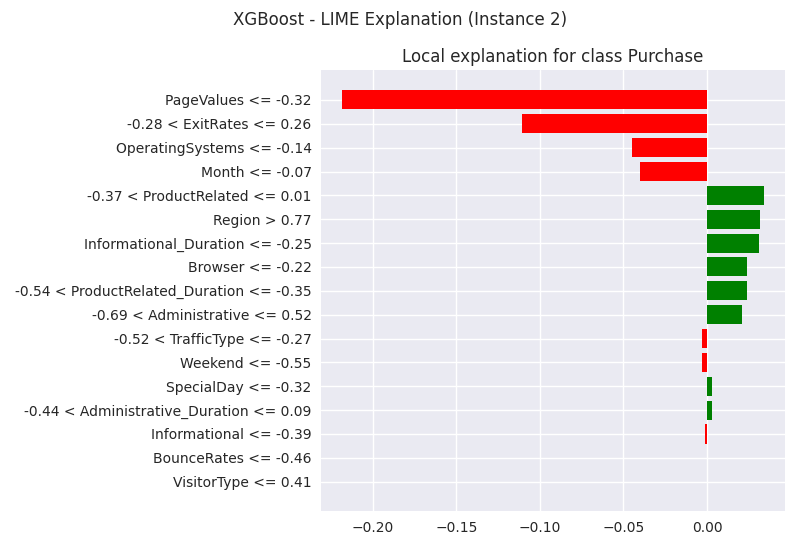 XGBoost - LIME Explanation (Instance 2)
Local explanation for class Purchase
PageValues <= -0.32
-0.28 < ExitRates <= 0.26
OperatingSystems <= -0.14
Month <= -0.07
-0.37 < ProductRelated <= 0.01
Region > 0.77
Informational_Duration <= -0.25
Browser <= -0.22
-0.54 < ProductRelated_Duration <= -0.35
-0.69 < Administrative <= 0.52
-0.52 < TrafficType <= -0.27
Weekend <= -0.55
SpecialDay <= -0.32
-0.44 < Administrative_Duration <= 0.09
Informational <= -0.39
BounceRates <= -0.46
VisitorType <= 0.41
−0.20 −0.15 −0.10 −0.05 0.00